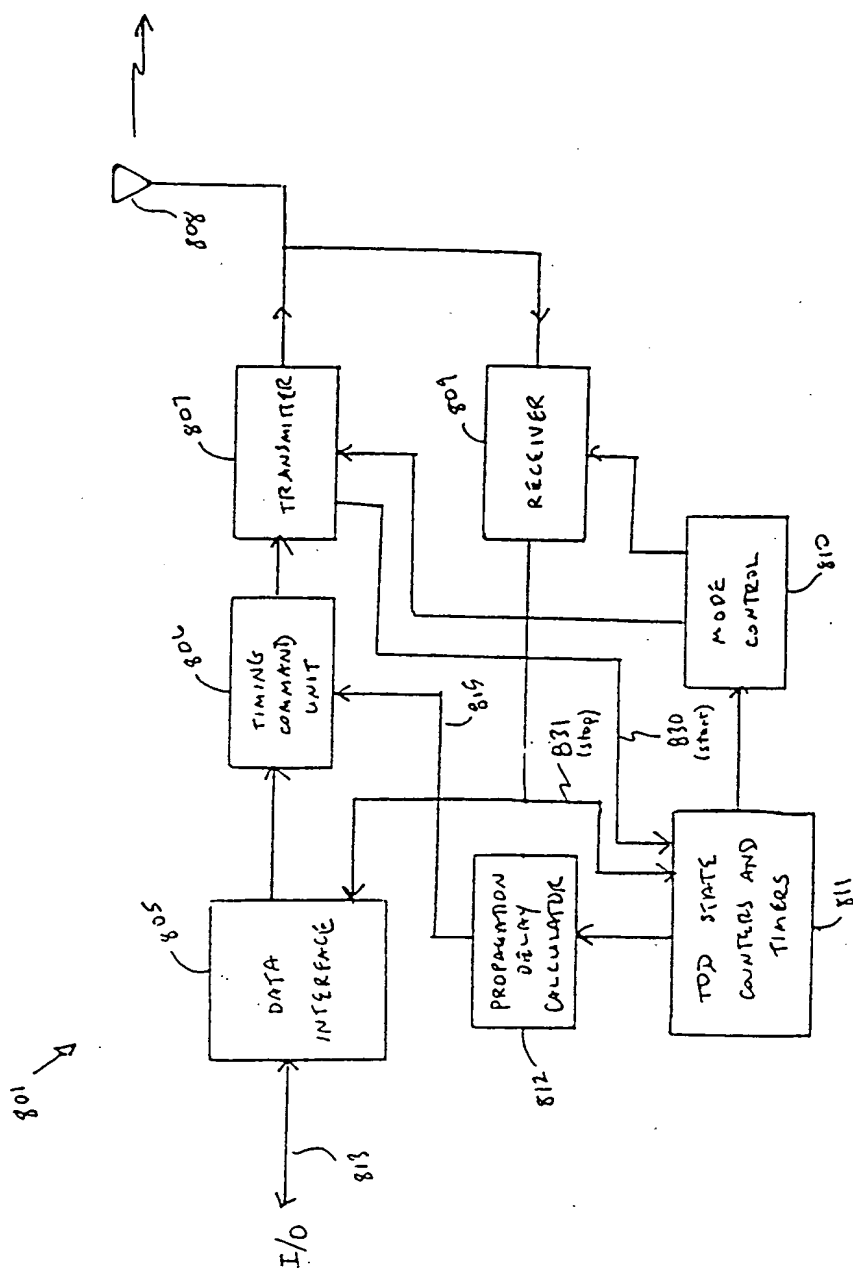 801
I/O
813
805
DATA
INTERFACE
806
TIMING
COMMAND
UNIT
807
TRANSMITTER
808
809
RECEIVER
815
831
(stop)
830
(start)
812
PROPAGATION
DELAY
CALCULATOR
811
TDD STATE
COUNTERS AND
TIMERS
810
MODE
CONTROL